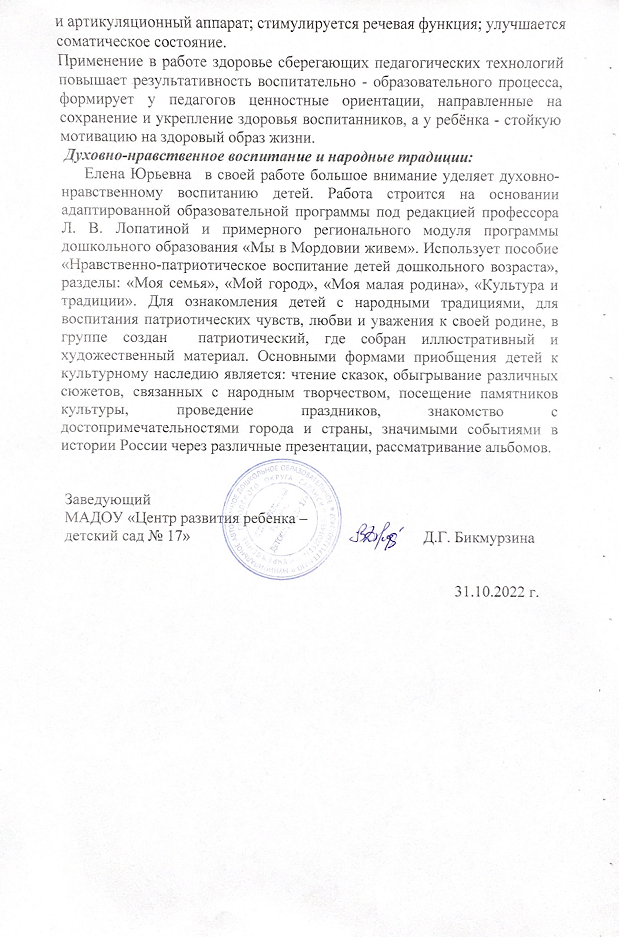 и артикуляционный аппарат; стимулируется речевая функция; улучшается
соматическое состояние.
Применение в работе здоровье сберегающих педагогических технологий
повышает результативность воспитательно - образовательного процесса,
формирует у педагогов ценностные ориентации, направленные на
сохранение и укрепление здоровья воспитанников, а у ребёнка - стойкую
мотивацию на здоровый образ жизни.
Духовно-нравственное воспитание и народные традиции:
Елена Юрьевна в своей работе большое внимание уделяет духовно-
нравственному воспитанию детей. Работа строится на основании
адаптированной образовательной программы под редакцией профессора
Л. В. Лопатиной и примерного регионального модуля программы
дошкольного образования «Мы в Мордовии живем». Использует пособие
«Нравственно-патриотическое воспитание детей дошкольного возраста»,
разделы: «Моя семья», «Мой город», «Моя малая родина», «Культура и
традиции». Для ознакомления детей с народными традициями, для
воспитания патриотических чувств, любви и уважения к своей родине, в
группе создан патриотический, где собран иллюстративный и
художественный материал. Основными формами приобщения детей к
культурному наследию является: чтение сказок, обыгрывание различных
сюжетов, связанных с народным творчеством, посещение памятников
культуры, проведение праздников, знакомство с
достопримечательностями города и страны, значимыми событиями в
истории России через различные презентации, рассматривание альбомов.
Заведующий
МАДОУ «Центр развития ребенка –
детский сад № 17» Д.Г. Бикмурзина
31.10.2022 г.